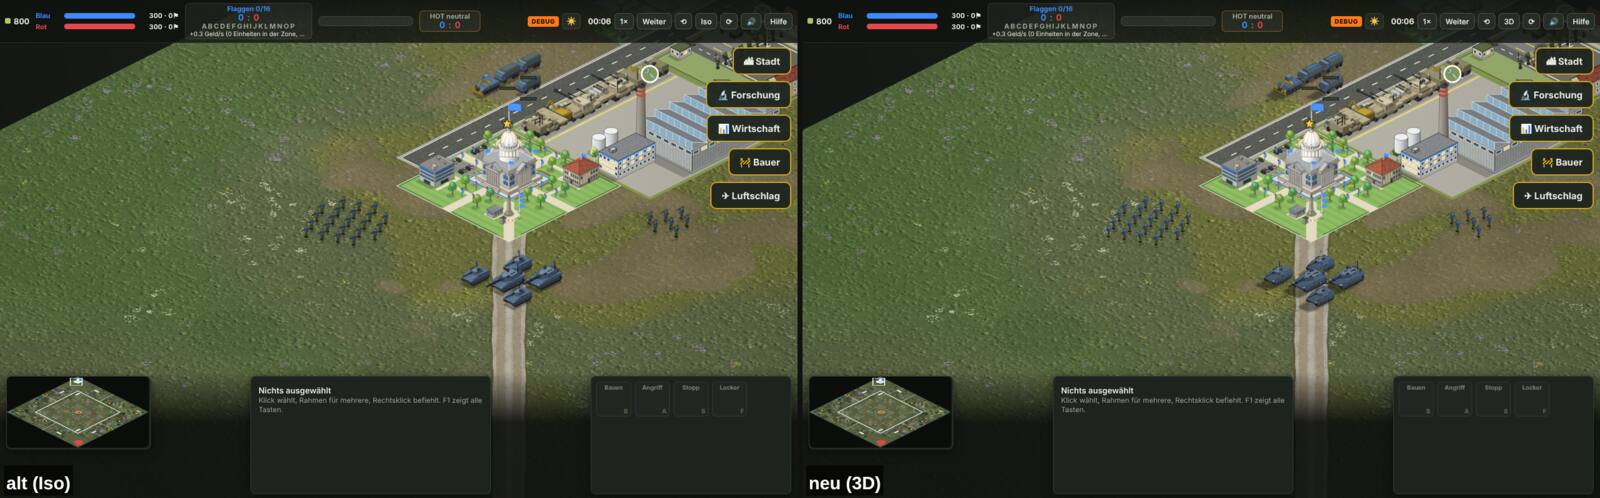 800
Blau 300 · 0
Rot 300 · 0
Flaggen 0/16
0 : 0
A B C D E F G H I J K L M N O P
+0.3 Geld/s (0 Einheiten in der Zone, ...
HOT neutral
0 : 0
DEBUG 00:06 1× Weiter Iso Hilfe
Stadt
Forschung
Wirtschaft
Bauer
Luftschlag
Nichts ausgewählt
Klick wählt, Rahmen für mehrere, Rechtsklick befiehlt. F1 zeigt alle
Tasten.
Bauen Angriff Stopp Locker
B A S F
alt (Iso)
800
Blau 300 · 0
Rot 300 · 0
Flaggen 0/16
0 : 0
A B C D E F G H I J K L M N O P
+0.3 Geld/s (0 Einheiten in der Zone, ...
HOT neutral
0 : 0
DEBUG 00:06 1× Weiter 3D Hilfe
Stadt
Forschung
Wirtschaft
Bauer
Luftschlag
Nichts ausgewählt
Klick wählt, Rahmen für mehrere, Rechtsklick befiehlt. F1 zeigt alle
Tasten.
Bauen Angriff Stopp Locker
B A S F
neu (3D)